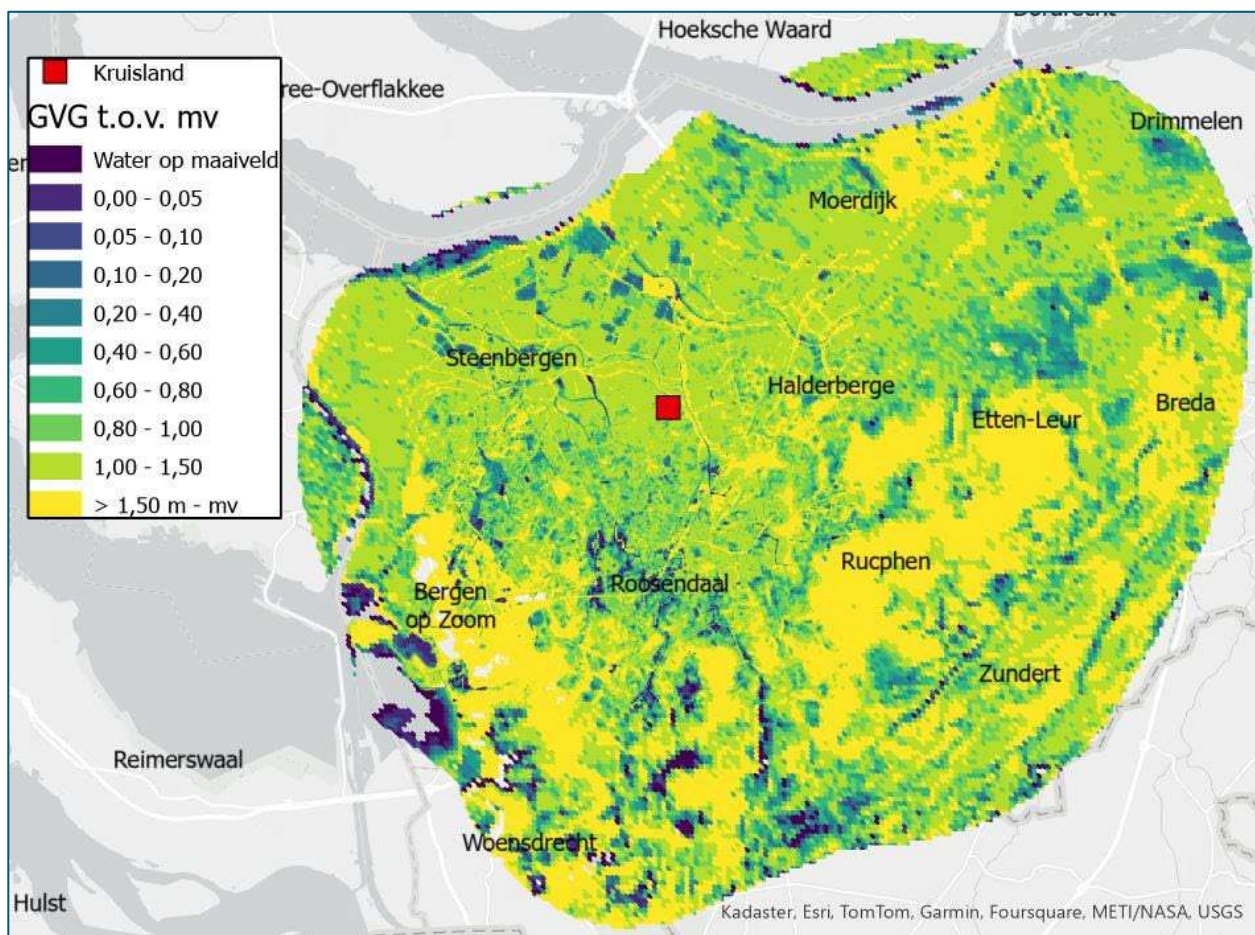 Dordrecht
Hoeksche Waard
Kruisland
ree-Overflakkee
GVG t.o.v. mv
Drimmelen
Water op maaiveld
0,00 - 0,05
0,05 - 0,10
0,10 - 0,20
0,20 - 0,40
0,40 - 0,60
0,60 - 0,80
0,80 - 1,00
1,00 - 1,50
> 1,50 m - mv
Moerdijk
Steenbergen
Halderberge
Etten-Leur
Breda
Rucphen
Bergen
op Zoom
Roosendaal
Zundert
Reimerswaal
Woensdrecht
Hulst
Kadaster, Esri, TomTom, Garmin, Foursquare, METI/NASA, USGS